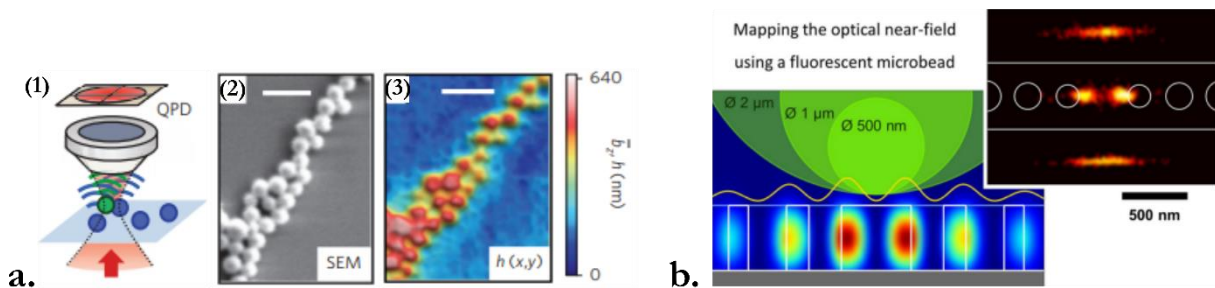 (1)
QPD
(2)
SEM
(3)
h (x,y)
640
b̄z, h (nm)
0
a.
Mapping the optical near-field
using a fluorescent microbead
Ø 2 µm
Ø 1 µm
Ø 500 nm
500 nm
b.